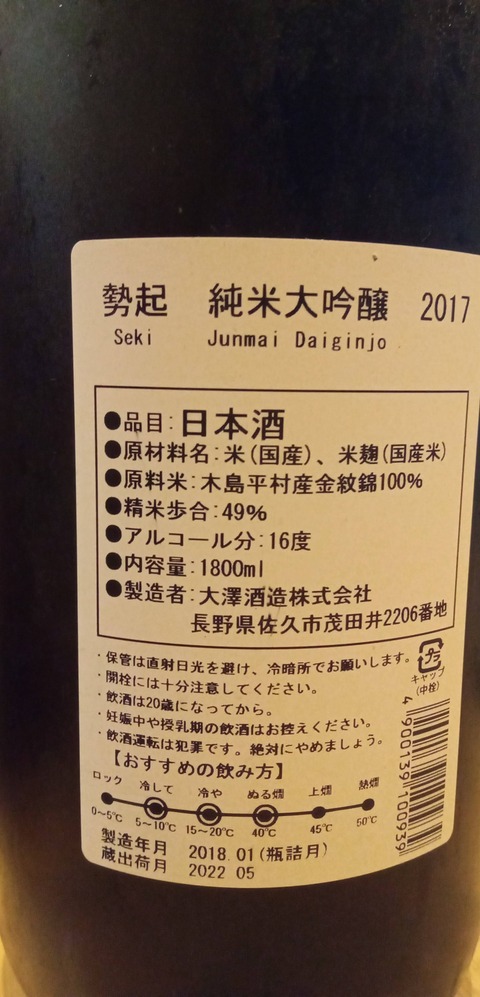 勢起 純米大吟醸 2017
Seki Junmai Daiginjo
●品目:日本酒
●原材料名:米(国産)、米麹(国産米)
●原料米:木島平村産金紋錦100%
●精米歩合:49%
●アルコール分:16度
●内容量:1800ml
●製造者:大澤酒造株式会社
長野県佐久市茂田井2206番地
・保管は直射日光を避け、冷暗所でお願いします。
・開栓には十分注意してください。
・飲酒は20歳になってから。
・妊娠中や授乳期の飲酒はお控えください。
・飲酒運転は犯罪です。絶対にやめましょう。
プラ
キャップ
(中栓)
【おすすめの飲み方】
ロック 冷して 冷や ぬる燗 上燗 熱燗
0~5℃ 5~10℃ 15~20℃ 40℃ 45℃ 50℃
製造年月 2018.01(瓶詰月)
蔵出荷月 2022 05
4 900139 100939